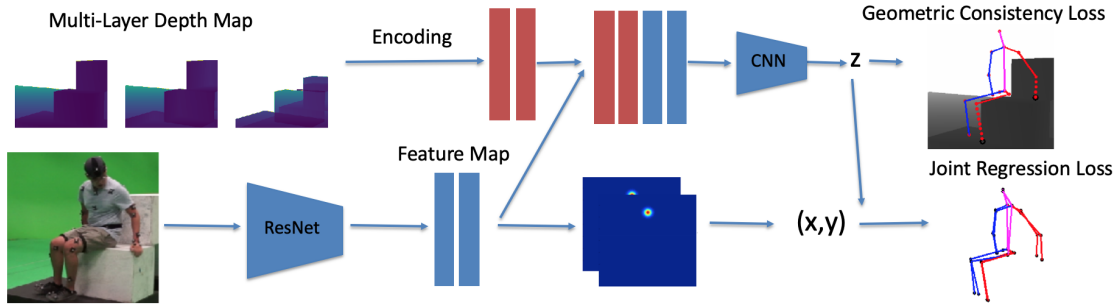 Multi-Layer Depth Map
Encoding
CNN
z
Geometric Consistency Loss
ResNet
Feature Map
(x,y)
Joint Regression Loss